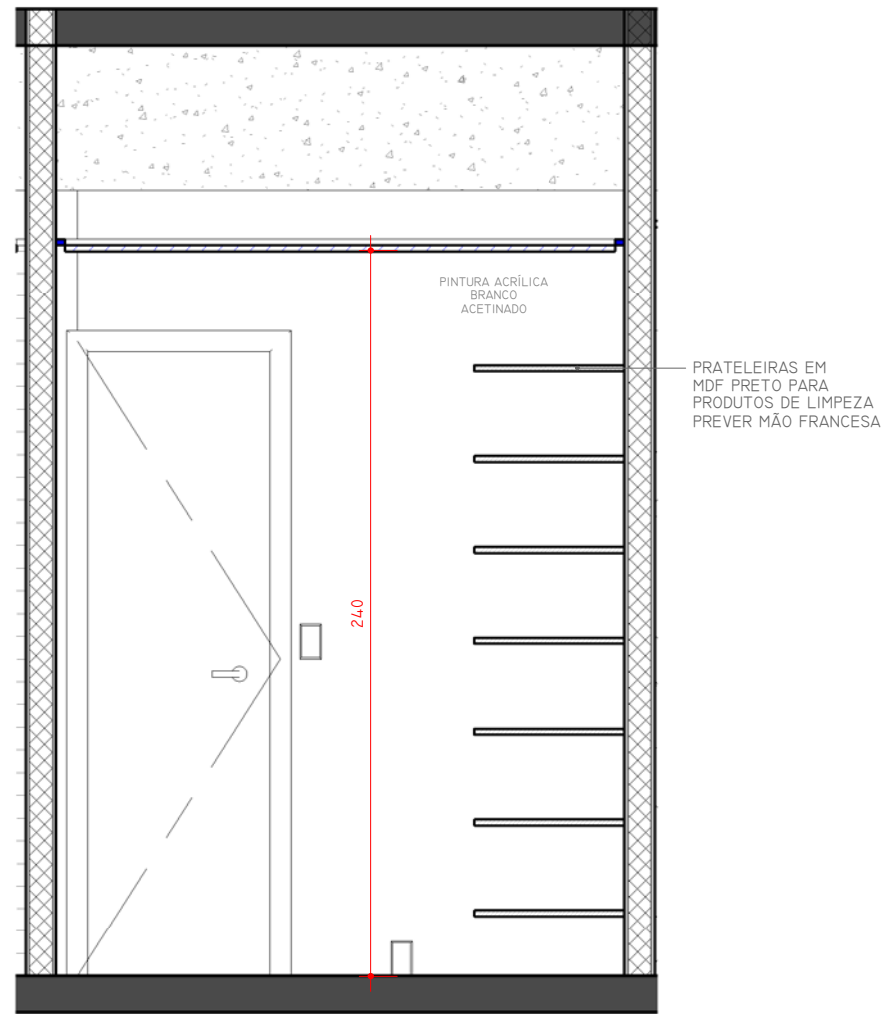 PINTURA ACRÍLICA
BRANCO
ACETINADO
PRATELEIRAS EM
MDF PRETO PARA
PRODUTOS DE LIMPEZA
PREVER MÃO FRANCESA
240